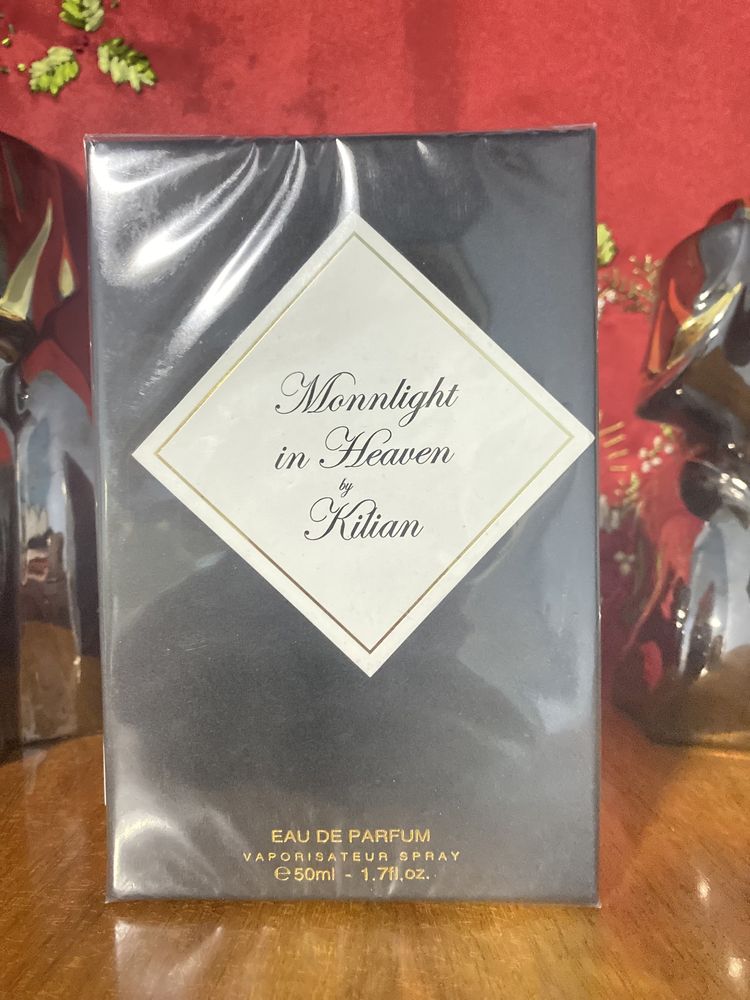 Monnlight
in Heaven
by
Kilian
EAU DE PARFUM
VAPORISATEUR SPRAY
℮50ml - 1.7fl.oz.